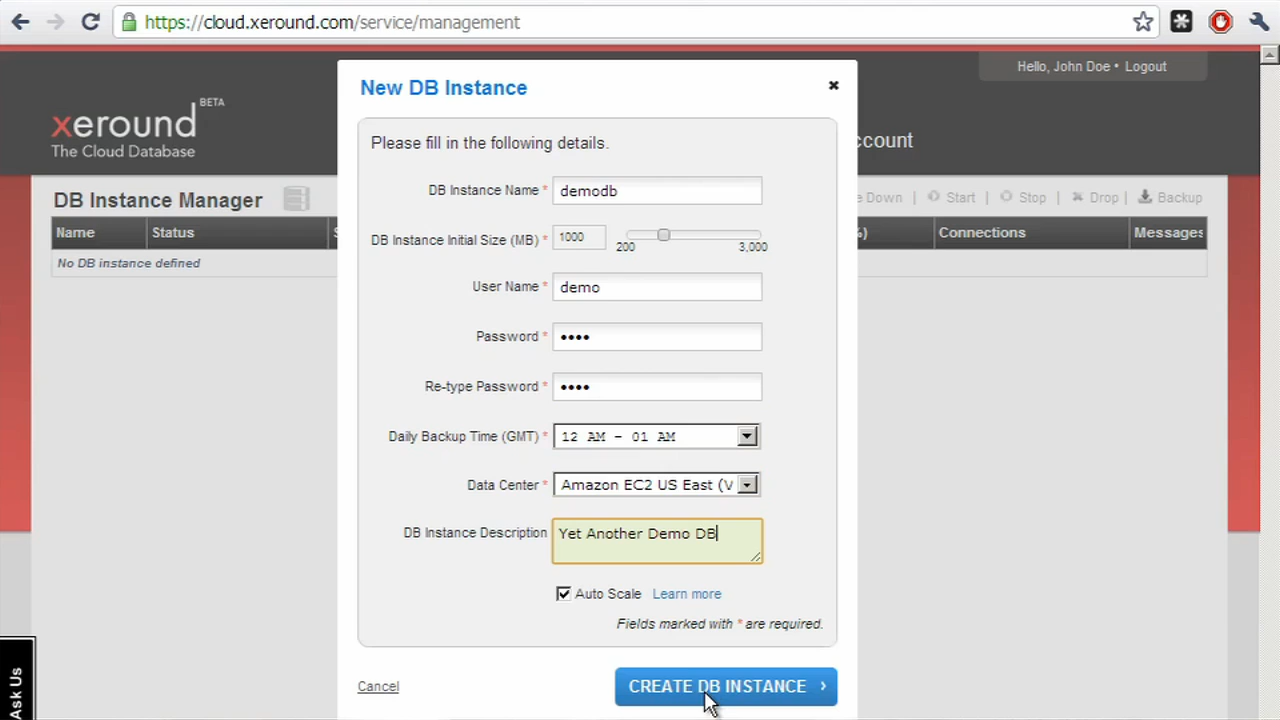 https://cloud.xeround.com/service/management
Hello, John Doe • Logout
xeround BETA
The Cloud Database
ccount
DB Instance Manager
e Down | Start | Stop | Drop | Backup
Name Status S %) Connections Messages
No DB instance defined
New DB Instance
Please fill in the following details.
DB Instance Name * demodb
DB Instance Initial Size (MB) * 1000
200 3,000
User Name * demo
Password * ••••
Re-type Password * ••••
Daily Backup Time (GMT) * 12 AM - 01 AM
Data Center * Amazon EC2 US East (V
DB Instance Description Yet Another Demo DB
Auto Scale Learn more
Fields marked with * are required.
Cancel CREATE DB INSTANCE ›
Ask Us